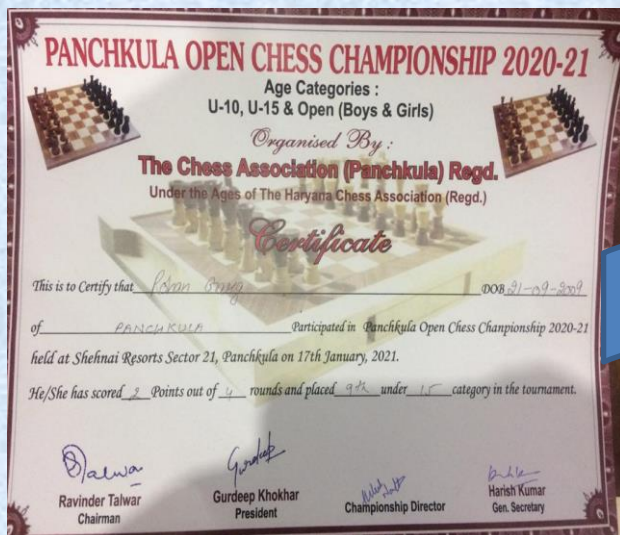 PANCHKULA OPEN CHESS CHAMPIONSHIP 2020-21
Age Categories :
U-10, U-15 & Open (Boys & Girls)
Organised By :
The Chess Association (Panchkula) Regd.
Under the Ages of The Haryana Chess Association (Regd.)
Certificate
This is to Certify that DOB 21-09-2009
of PANCHKULA Participated in Panchkula Open Chess Chanpionship 2020-21
held at Shehnai Resorts Sector 21, Panchkula on 17th January, 2021.
He/She has scored 2 Points out of 4 rounds and placed 9th under 15 category in the tournament.
Ravinder Talwar
Chairman
Gurdeep Khokhar
President
Championship Director
Harish Kumar
Gen. Secretary